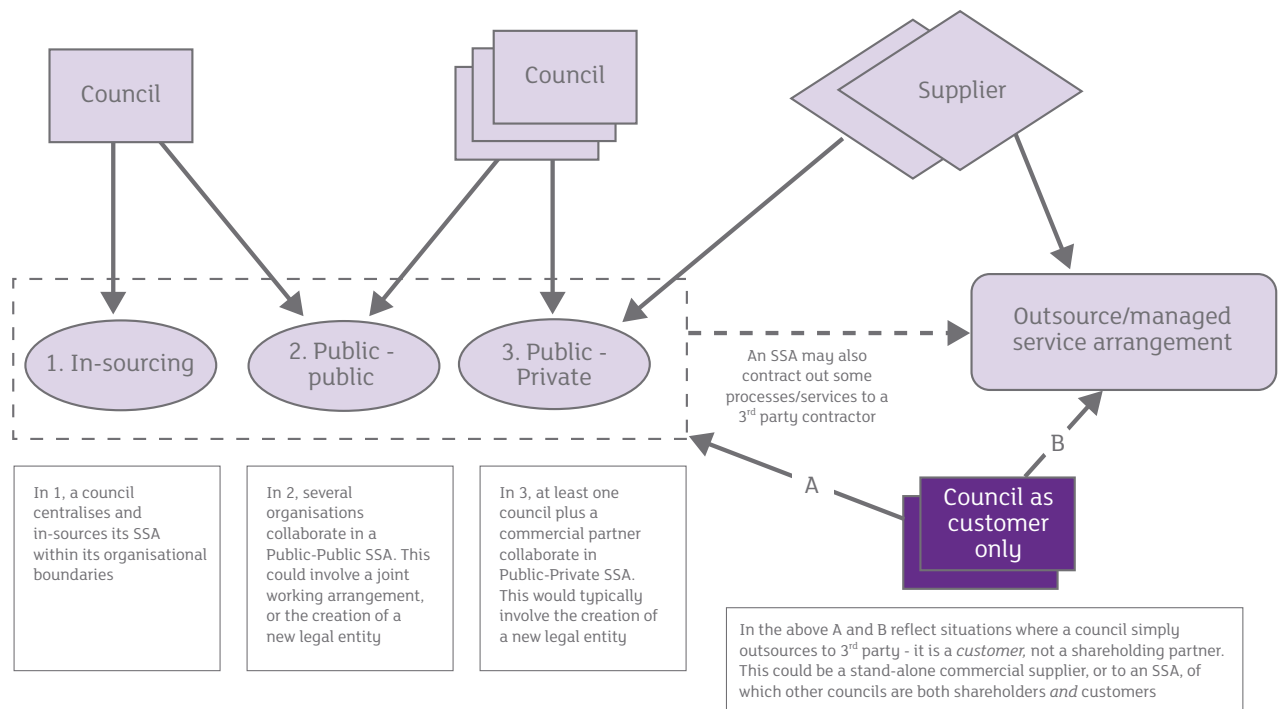 Council
Council
Supplier
1. In-sourcing
2. Public -
public
3. Public -
Private
An SSA may also
contract out some
processes/services to a
3rd party contractor
Outsource/managed
service arrangement
A
B
Council as
customer
only
In 1, a council
centralises and
in-sources its SSA
within its organisational
boundaries
In 2, several
organisations
collaborate in a
Public-Public SSA. This
could involve a joint
working arrangement,
or the creation of a
new legal entity
In 3, at least one
council plus a
commercial partner
collaborate in
Public-Private SSA.
This would typically
involve the creation of
a new legal entity
In the above A and B reflect situations where a council simply
outsources to 3rd party - it is a customer, not a shareholding partner.
This could be a stand-alone commercial supplier, or to an SSA, of
which other councils are both shareholders and customers